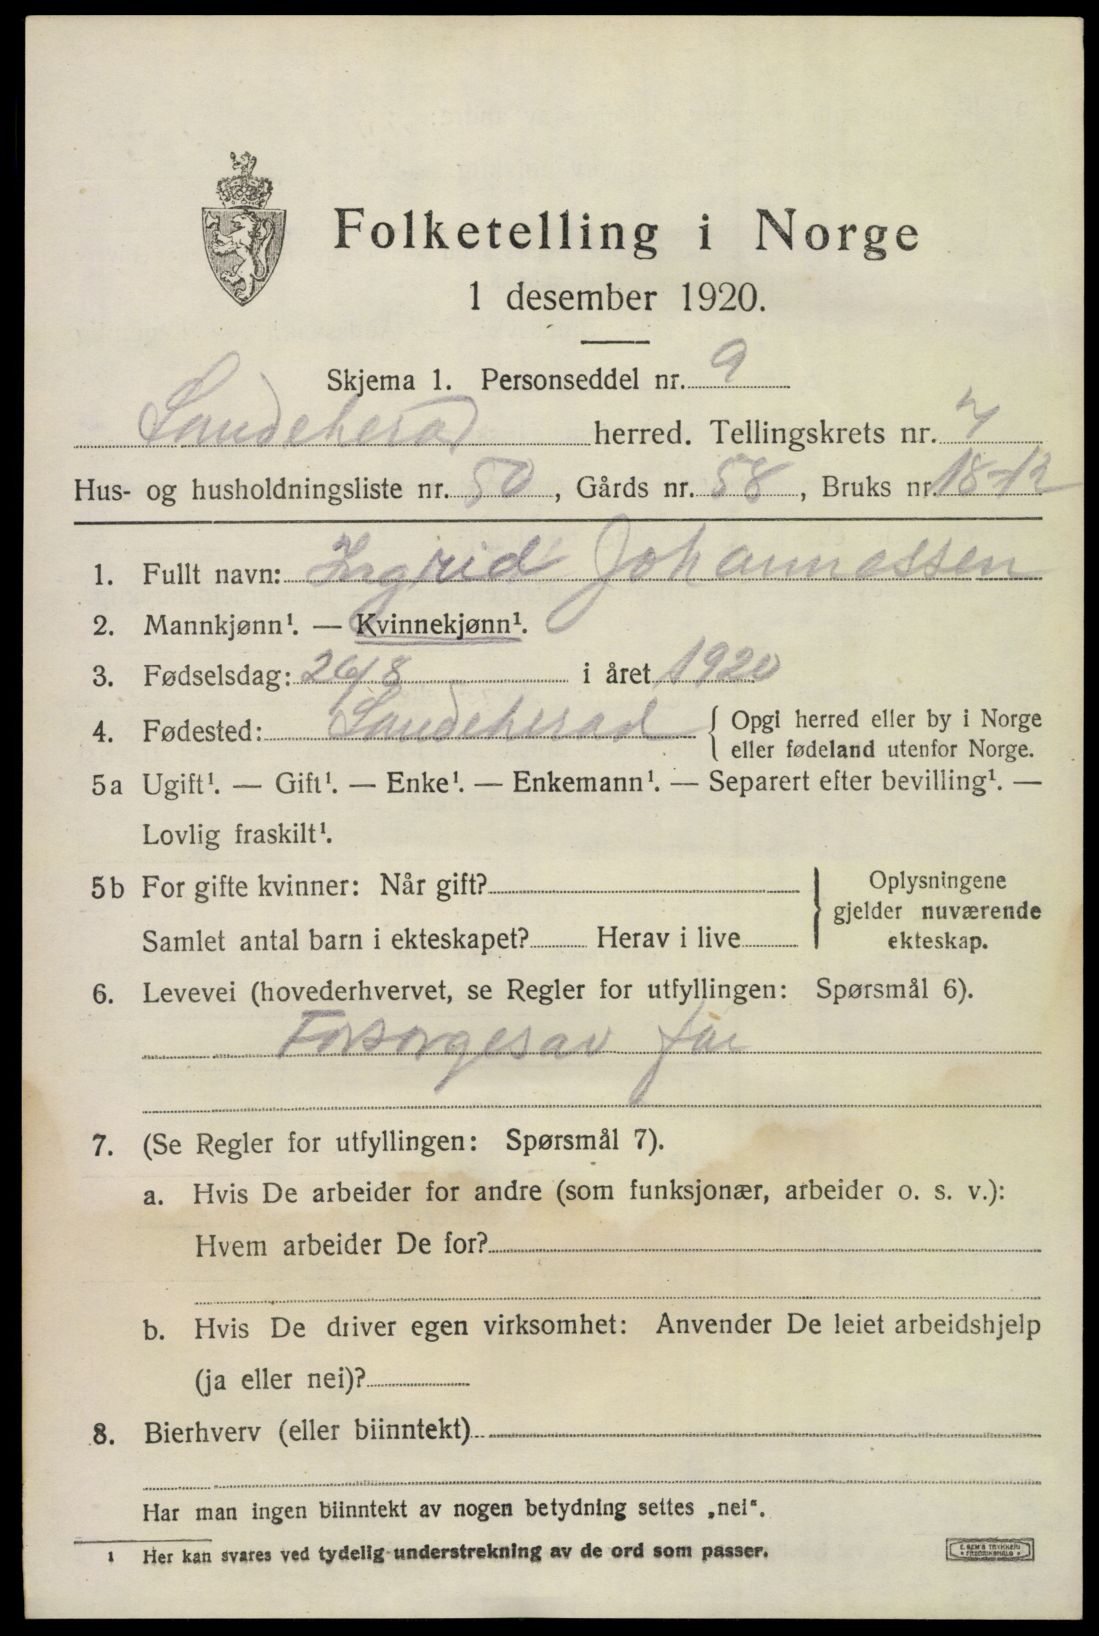 Folketelling i Norge
1 desember 1920.
Skjema 1. Personseddel nr. 9
Sandeherad herred. Tellingskrets nr. 7
Hus- og husholdningsliste nr. 50, Gårds nr. 58, Bruks nr. 18-12
1. Fullt navn: Ingrid Johannessen
2. Mannkjønn¹. — Kvinnekjønn¹.
3. Fødselsdag: 26/8 i året 1920
4. Fødested: Sandeherad { Opgi herred eller by i Norge
eller fødeland utenfor Norge.
5a Ugift¹. — Gift¹. — Enke¹. — Enkemann¹. — Separert efter bevilling¹. —
Lovlig fraskilt¹.
5b For gifte kvinner: Når gift?
Samlet antal barn i ekteskapet? Herav i live
} Oplysningene
gjelder nuværende
ekteskap.
6. Levevei (hovederhvervet, se Regler for utfyllingen: Spørsmål 6).
Forsorges av far
7. (Se Regler for utfyllingen: Spørsmål 7).
a. Hvis De arbeider for andre (som funksjonær, arbeider o. s. v.):
Hvem arbeider De for?
b. Hvis De driver egen virksomhet: Anvender De leiet arbeidshjelp
(ja eller nei)?
8. Bierhverv (eller biinntekt)
Har man ingen biinntekt av nogen betydning settes „nei“.
¹ Her kan svares ved tydelig understrekning av de ord som passer.
E. SEM'S TRYKKERI
FREDRIKSHALD